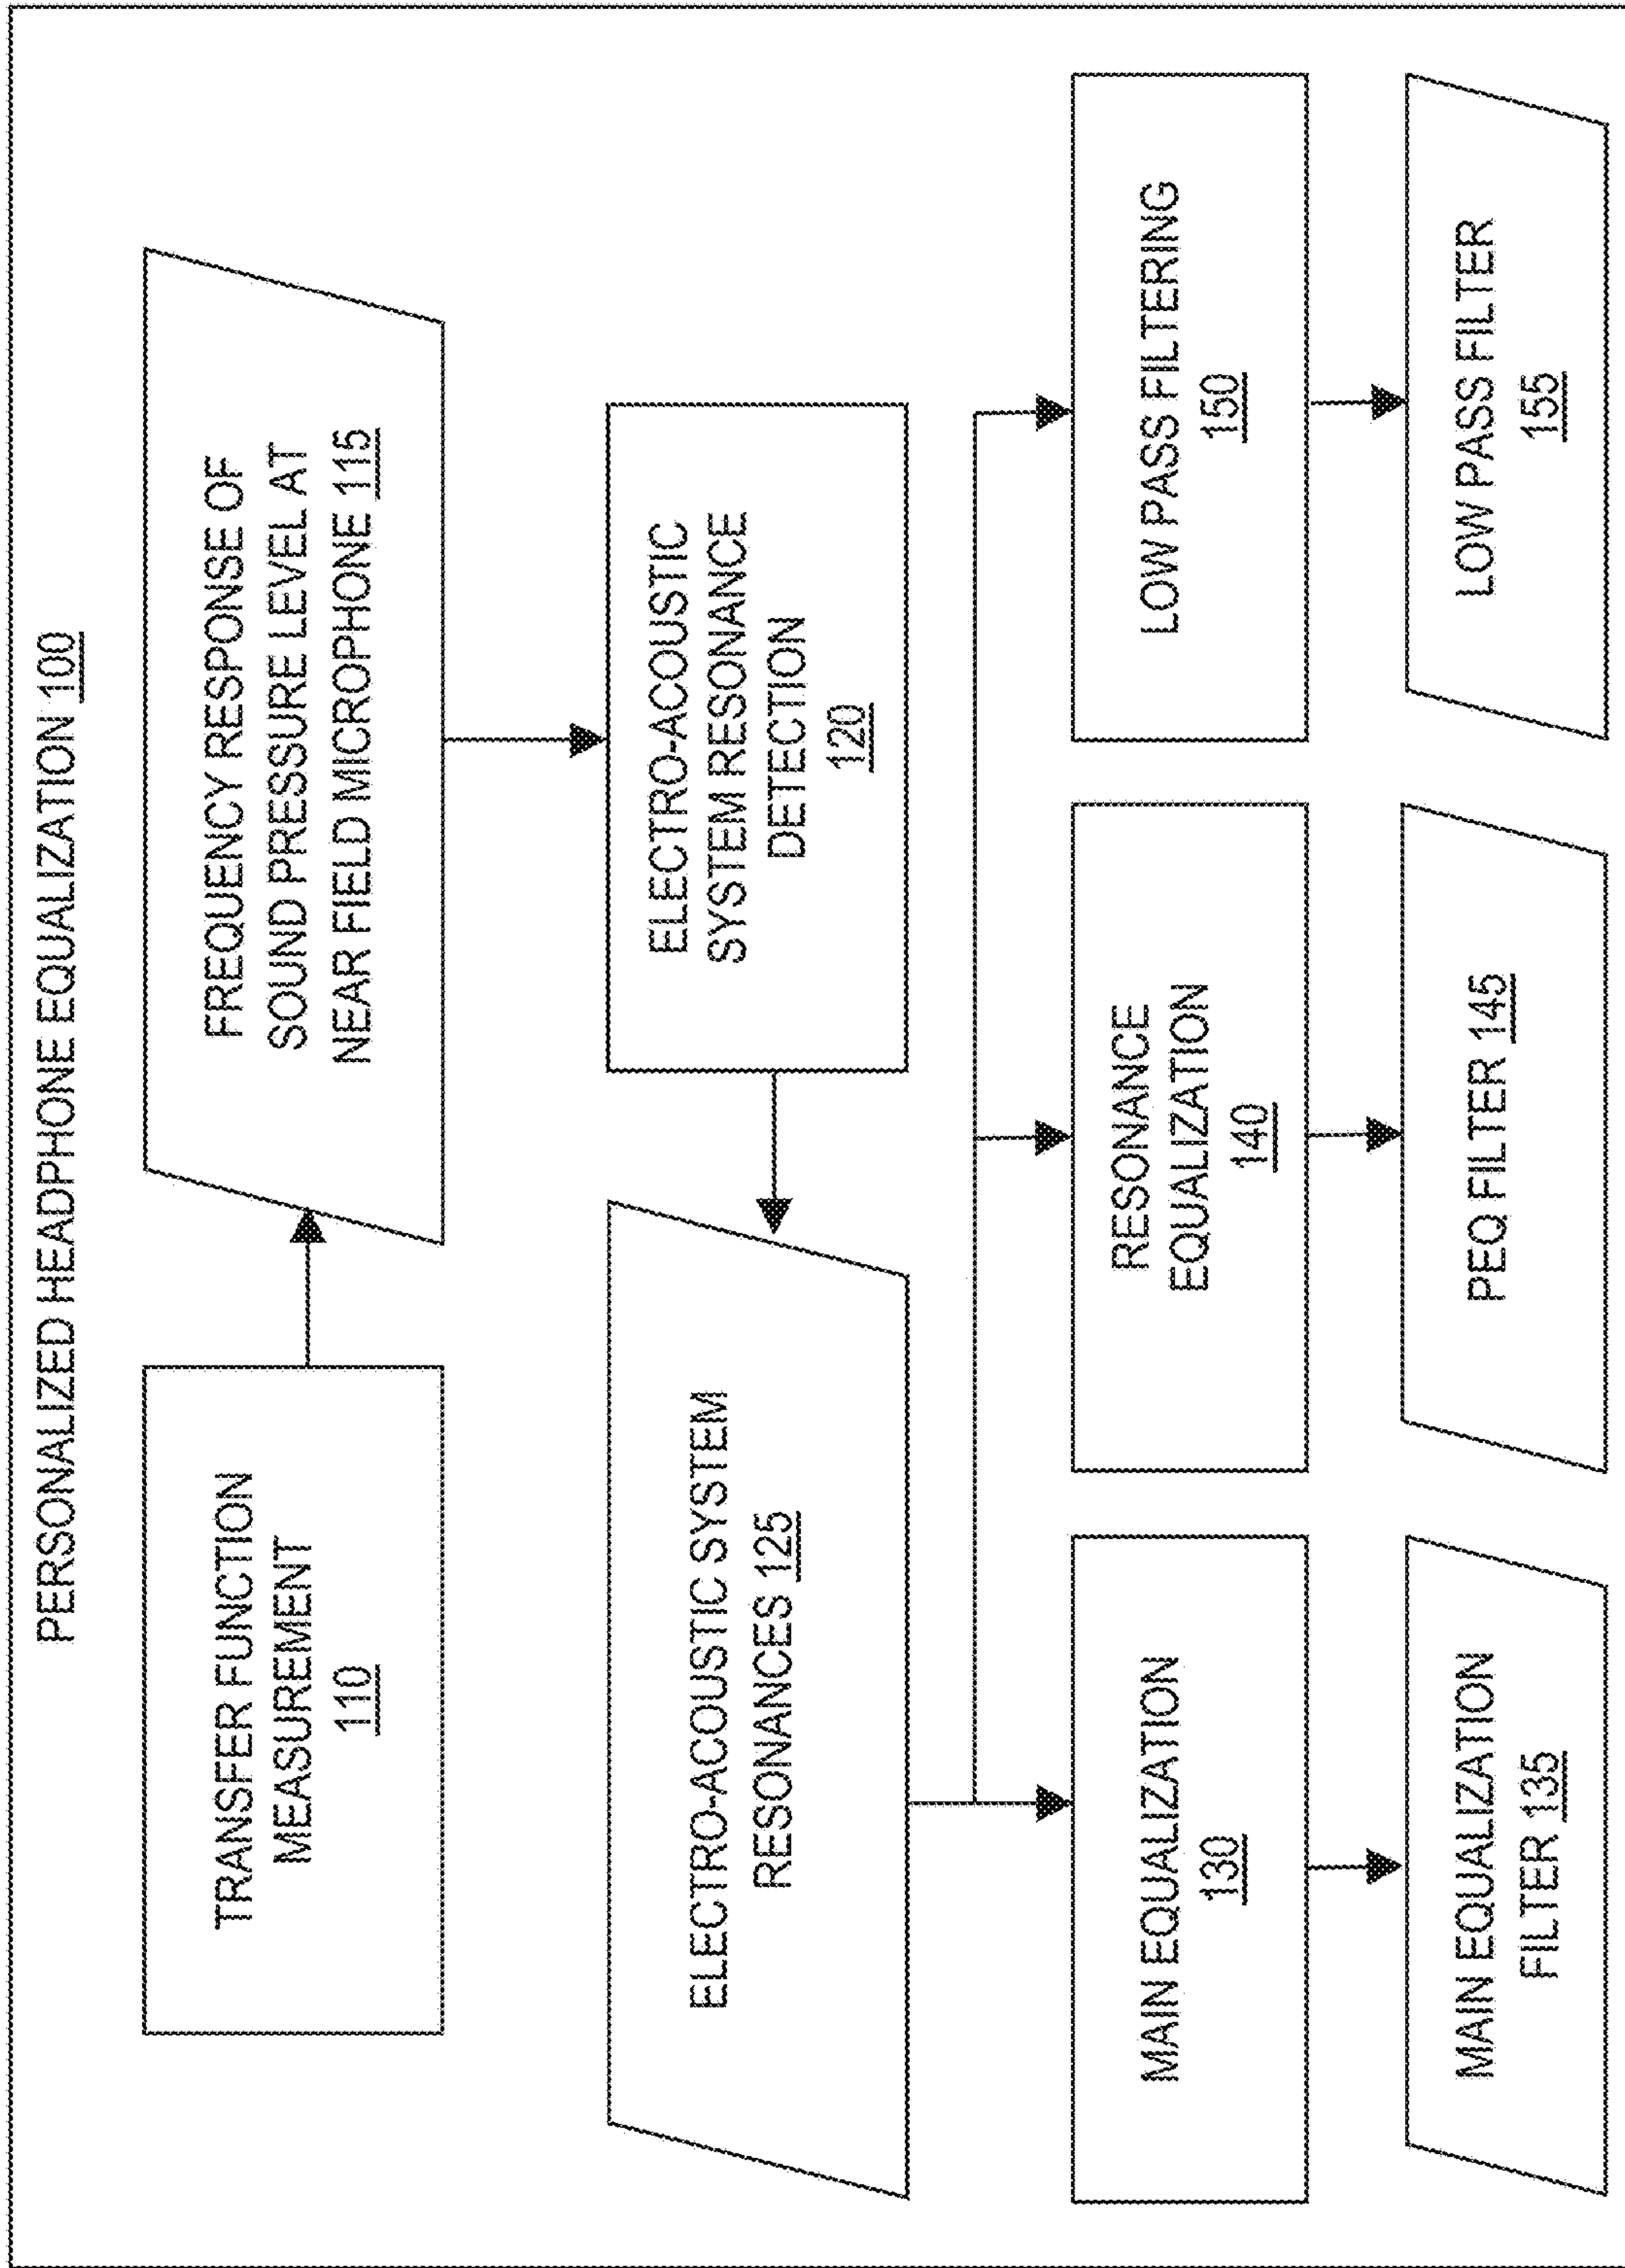 PERSONALIZED HEADPHONE EQUALIZATION 100
TRANSFER FUNCTION
MEASUREMENT
110
FREQUENCY RESPONSE OF
SOUND PRESSURE LEVEL AT
NEAR FIELD MICROPHONE 115
ELECTRO-ACOUSTIC SYSTEM
RESONANCES 125
ELECTRO-ACOUSTIC
SYSTEM RESONANCE
DETECTION
120
MAIN EQUALIZATION
130
RESONANCE
EQUALIZATION
140
LOW PASS FILTERING
150
MAIN EQUALIZATION
FILTER 135
PEQ FILTER 145
LOW PASS FILTER
155